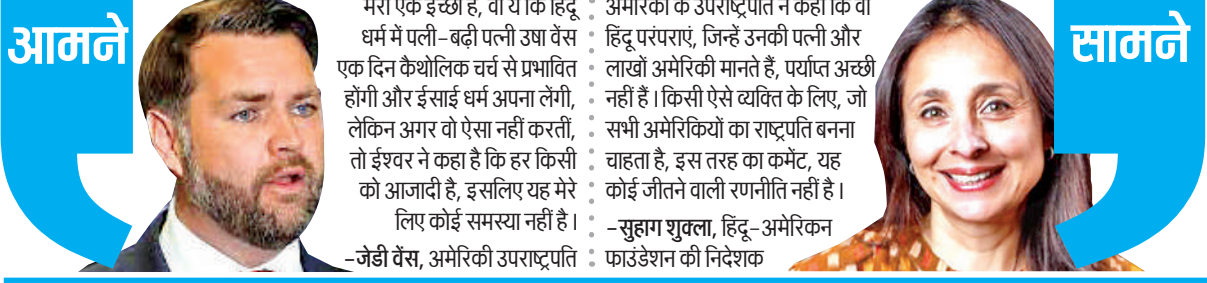 आमने
मेरी एक इच्छा है, वो ये कि हिंदू
धर्म में पली-बढ़ी पत्नी उषा वेंस
एक दिन कैथोलिक चर्च से प्रभावित
होंगी और ईसाई धर्म अपना लेंगी,
लेकिन अगर वो ऐसा नहीं करतीं,
तो ईश्वर ने कहा है कि हर किसी
को आजादी है, इसलिए यह मेरे
लिए कोई समस्या नहीं है।
-जेडी वेंस, अमेरिकी उपराष्ट्रपति
अमेरिका के उपराष्ट्रपति ने कहा कि वो
हिंदू परंपराएं, जिन्हें उनकी पत्नी और
लाखों अमेरिकी मानते हैं, पर्याप्त अच्छी
नहीं हैं। किसी ऐसे व्यक्ति के लिए, जो
सभी अमेरिकियों का राष्ट्रपति बनना
चाहता है, इस तरह का कमेंट, यह
कोई जीतने वाली रणनीति नहीं है।
-सुहाग शुक्ला, हिंदू-अमेरिकन
फाउंडेशन की निदेशक
सामने